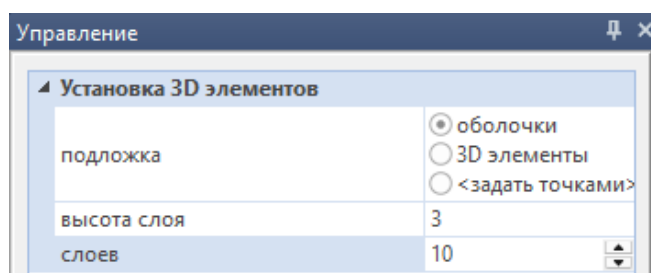 Управление
Установка 3D элементов
подложка
оболочки
3D элементы
<задать точками>
высота слоя 3
слоев 10